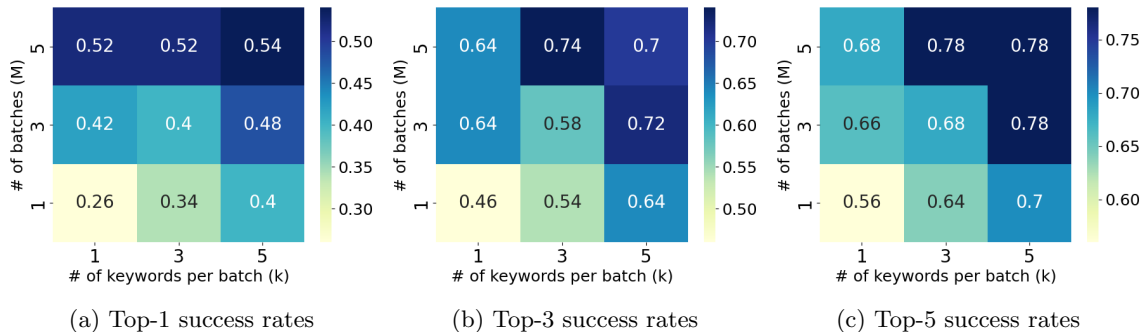 # of batches (M)
5
3
1
0.52 0.52 0.54
0.42 0.4 0.48
0.26 0.34 0.4
1 3 5
# of keywords per batch (k)
0.50
0.45
0.40
0.35
0.30
(a) Top-1 success rates
# of batches (M)
5
3
1
0.64 0.74 0.7
0.64 0.58 0.72
0.46 0.54 0.64
1 3 5
# of keywords per batch (k)
0.70
0.65
0.60
0.55
0.50
(b) Top-3 success rates
# of batches (M)
5
3
1
0.68 0.78 0.78
0.66 0.68 0.78
0.56 0.64 0.7
1 3 5
# of keywords per batch (k)
0.75
0.70
0.65
0.60
(c) Top-5 success rates